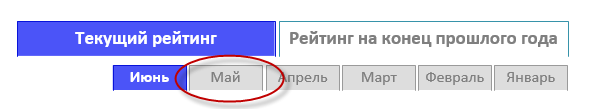 Текущий рейтинг Рейтинг на конец прошлого года
Июнь Май Апрель Март Февраль Январь